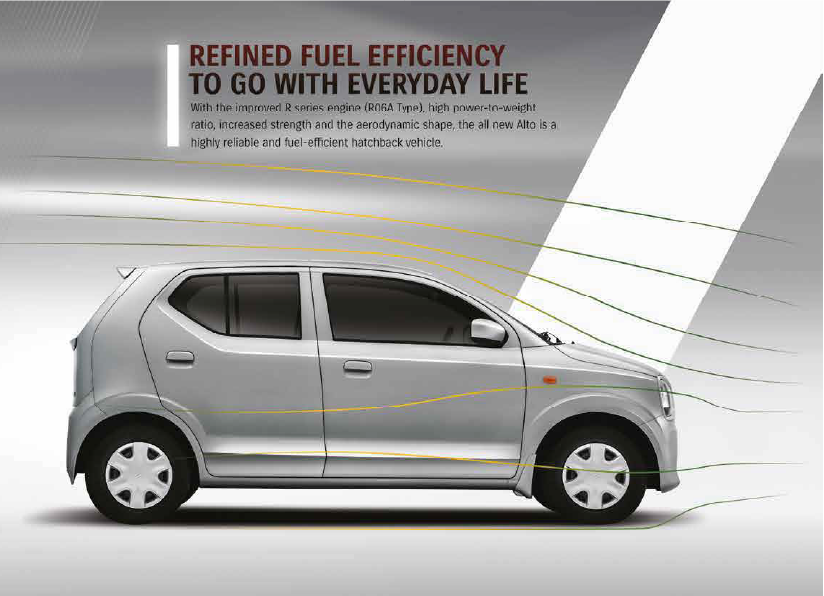 REFINED FUEL EFFICIENCY
TO GO WITH EVERYDAY LIFE
With the improved R series engine (R06A Type), high power-to-weight
ratio, increased strength and the aerodynamic shape, the all new Alto is a
highly reliable and fuel-efficient hatchback vehicle.